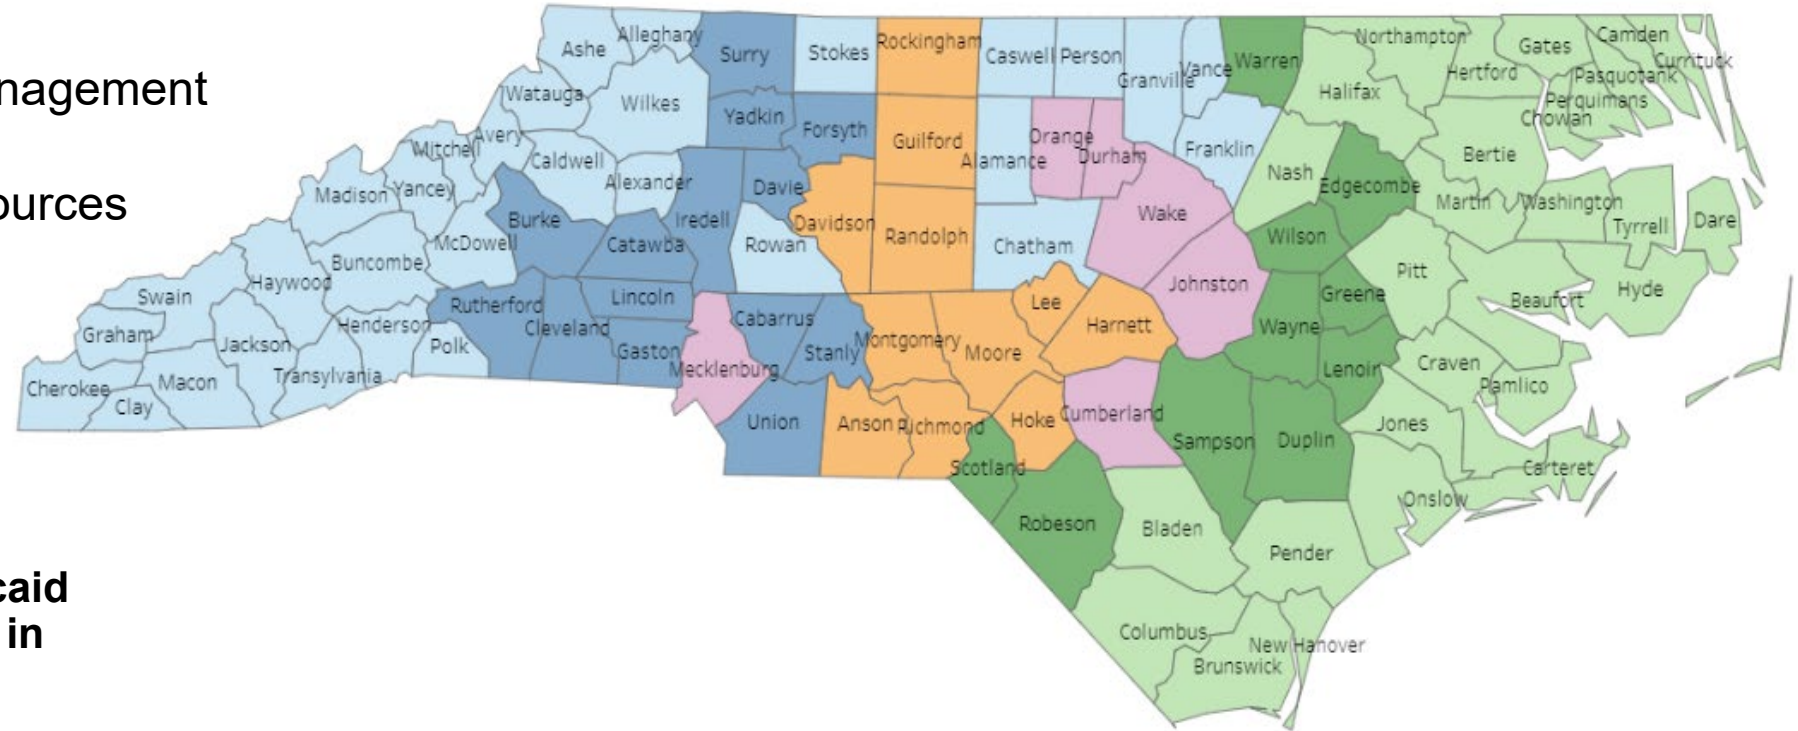 nagement
ources
caid
in
Ashe
Alleghany
Surry
Stokes
Rockingham
Caswell
Person
Granville
Vance
Warren
Northampton
Gates
Camden
Currituck
Hertford
Pasquotank
Perquimans
Chowan
Halifax
Watauga
Wilkes
Yadkin
Forsyth
Guilford
Alamance
Orange
Durham
Franklin
Nash
Edgecombe
Bertie
Avery
Mitchell
Caldwell
Alexander
Madison
Yancey
Davie
Iredell
Burke
McDowell
Catawba
Rowan
Davidson
Randolph
Chatham
Wake
Wilson
Martin
Washington
Tyrrell
Dare
Buncombe
Haywood
Swain
Graham
Jackson
Henderson
Rutherford
Polk
Cleveland
Lincoln
Gaston
Mecklenburg
Cabarrus
Stanly
Montgomery
Moore
Lee
Harnett
Johnston
Wayne
Greene
Lenoir
Pitt
Beaufort
Hyde
Craven
Pamlico
Cherokee
Clay
Macon
Transylvania
Union
Anson
Richmond
Hoke
Cumberland
Sampson
Duplin
Jones
Carteret
Onslow
Scotland
Robeson
Bladen
Pender
Columbus
New Hanover
Brunswick